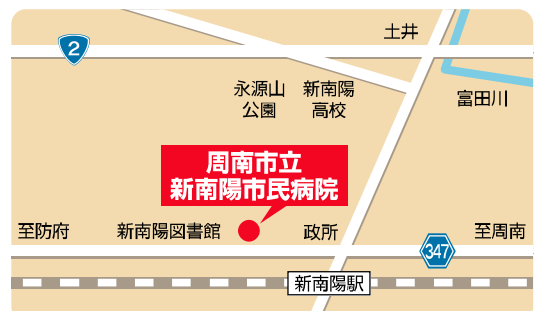 土井
2
永源山
公園
新南陽
高校
富田川
周南市立
新南陽市民病院
至防府
新南陽図書館
政所
347
至周南
新南陽駅